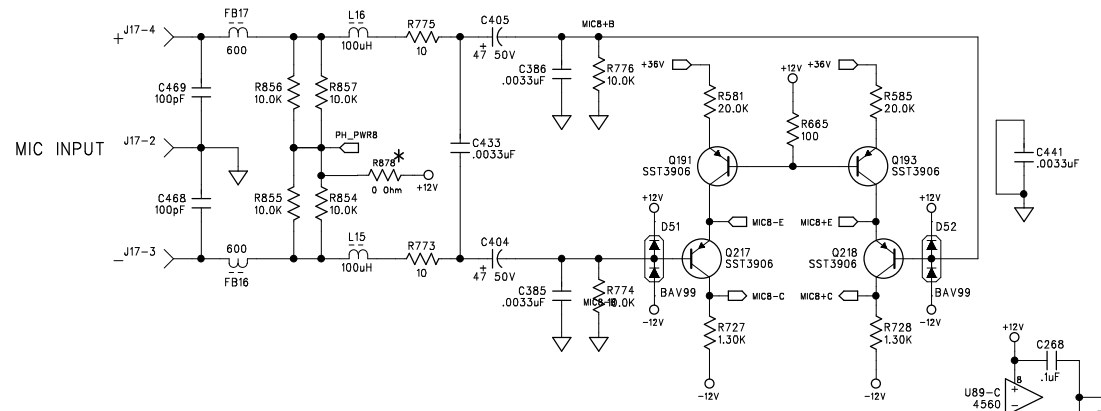 FB17
600
L16
100uH
R775
10
C405
+ 47 50V
MIC8+B
+ J17-4
C469
100pF
R856
10.0K
R857
10.0K
C386
.0033uF
R776
10.0K
+36V
R581
20.0K
+12V
R665
100
+36V
R585
20.0K
MIC INPUT
J17-2
PH_PWR8
R878*
0 Ohm
+12V
C433
.0033uF
Q191
SST3906
Q193
SST3906
C441
.0033uF
C468
100pF
R855
10.0K
R854
10.0K
+12V
D51
MIC8-E
MIC8+E
+12V
D52
- J17-3
600
FB16
L15
100uH
R773
10
C404
+ 47 50V
Q217
SST3906
Q218
SST3906
C385
.0033uF
R774
10.0K
BAV99
-12V
MIC8-C
MIC8+C
BAV99
-12V
R727
1.30K
R728
1.30K
-12V
-12V
+12V
C268
.1uF
8
U89-C
4560
+
-